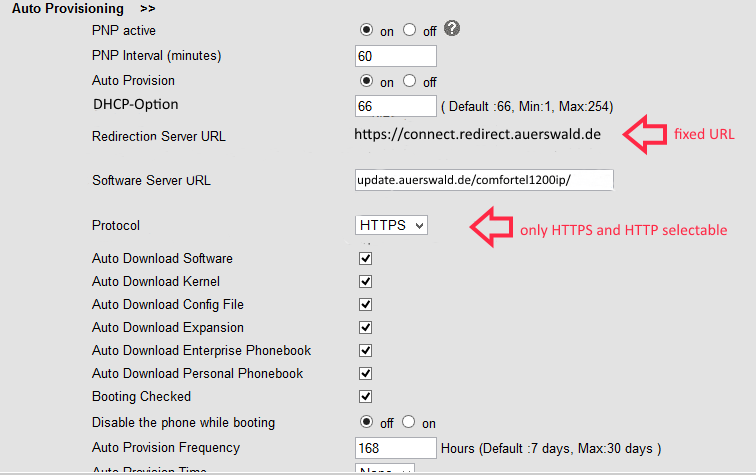 Auto Provisioning >>
PNP active on off ?
PNP Interval (minutes) 60
Auto Provision on off
DHCP-Option 66 ( Default :66, Min:1, Max:254)
Redirection Server URL https://connect.redirect.auerswald.de fixed URL
Software Server URL update.auerswald.de/comfortel1200ip/
Protocol HTTPS only HTTPS and HTTP selectable
Auto Download Software
Auto Download Kernel
Auto Download Config File
Auto Download Expansion
Auto Download Enterprise Phonebook
Auto Download Personal Phonebook
Booting Checked
Disable the phone while booting off on
Auto Provision Frequency 168 Hours (Default :7 days, Max:30 days )
Auto Provision Time None